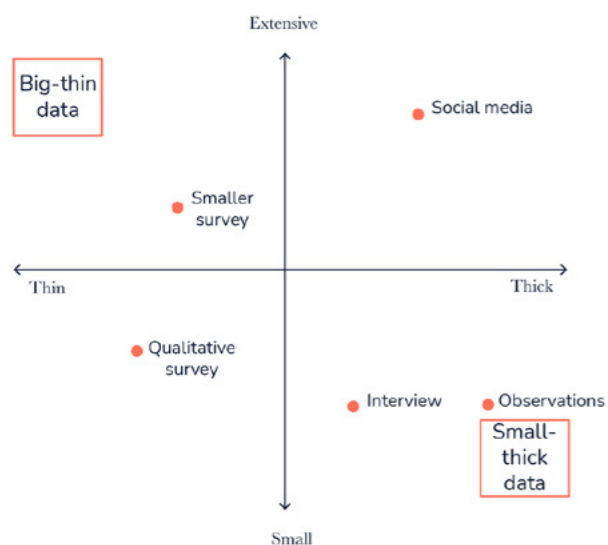 Extensive
Big-thin
data
Social media
Smaller
survey
Thin
Thick
Qualitative
survey
Interview
Observations
Small-
thick
data
Small